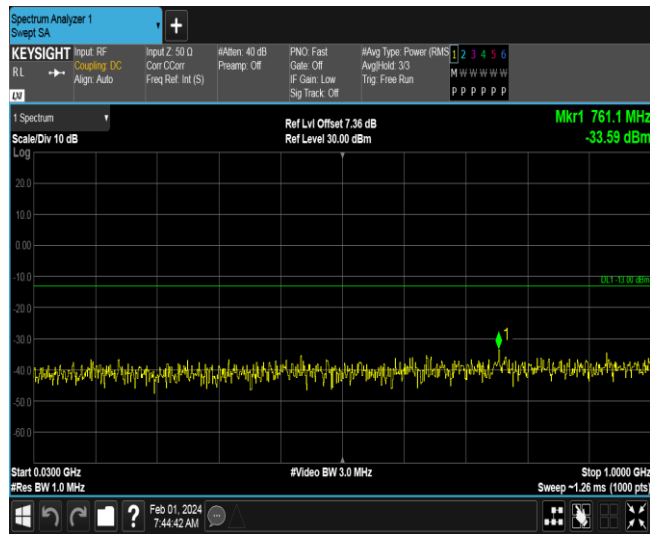 Spectrum Analyzer 1
Swept SA
+
KEYSIGHT
RL
LXI
Input: RF
Coupling: DC
Align: Auto
Input Z: 50 Ω
Corr CCorr
Freq Ref: Int (S)
#Atten: 40 dB
Preamp: Off
PNO: Fast
Gate: Off
IF Gain: Low
Sig Track: Off
#Avg Type: Power (RMS
Avg|Hold: 3/3
Trig: Free Run
1 2 3 4 5 6
M W W W W W
P P P P P P
1 Spectrum
Scale/Div 10 dB
Log
Ref Lvl Offset 7.36 dB
Ref Level 30.00 dBm
Mkr1 761.1 MHz
-33.59 dBm
20.0
10.0
0.00
-10.0
DL1 -13.00 dBm
-20.0
-30.0
1
-40.0
-50.0
-60.0
Start 0.0300 GHz
#Res BW 1.0 MHz
#Video BW 3.0 MHz
Stop 1.0000 GHz
Sweep ~1.26 ms (1000 pts)
?
Feb 01, 2024
7:44:42 AM